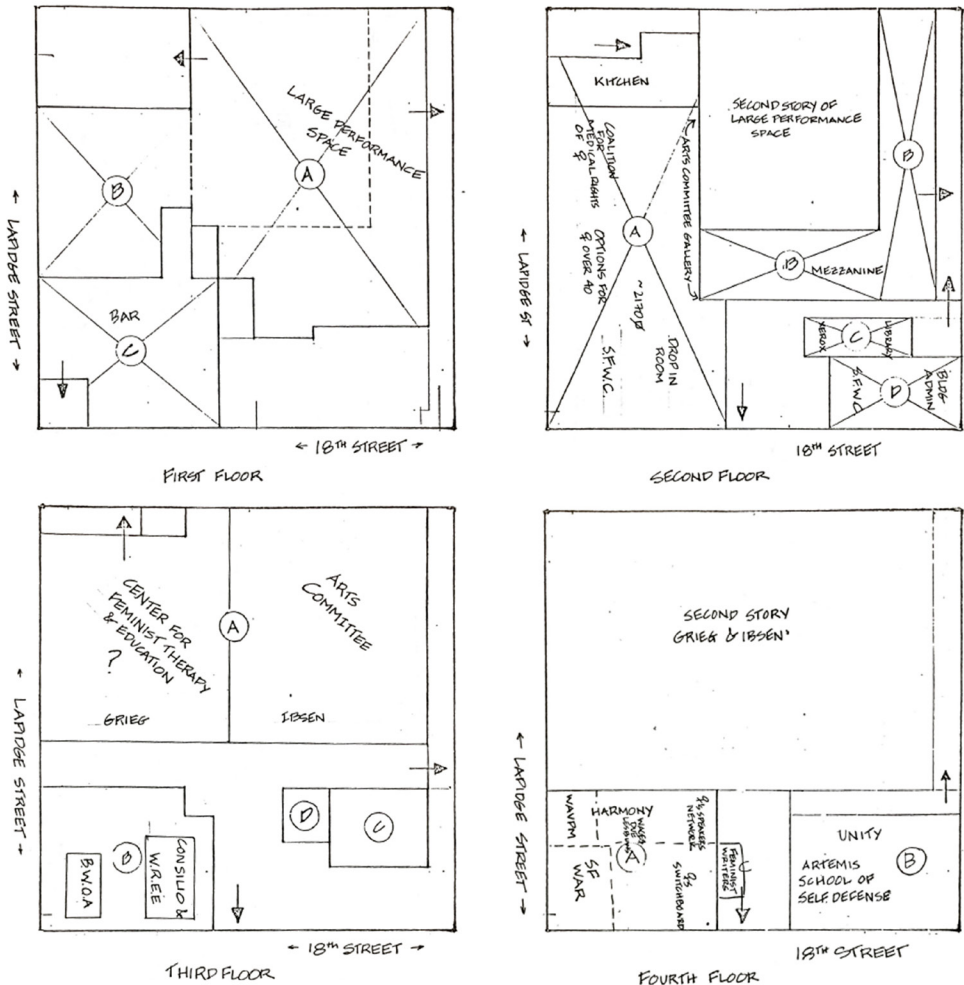 LARGE PERFORMANCE
SPACE
A
B
BAR
C
← LAPIDGE STREET →
← 18TH STREET →
FIRST FLOOR
KITCHEN
COALITION
FOR
MEDICAL RIGHTS
OF ♀
ARTS COMMITTEE GALLERY
SECOND STORY OF
LARGE PERFORMANCE
SPACE
B
A
OPTIONS FOR
♀ OVER 40
B
MEZZANINE
S.F.W.C.
DROP IN
ROOM
XEROX
C
LIBRARY
S.F.W.C
D
BLDG
ADMIN
← LAPIDGE ST →
18TH STREET
SECOND FLOOR
CENTER FOR
FEMINIST THERAPY
& EDUCATION
?
A
ARTS
COMMITTEE
GRIEG
IBSEN
B.W.O.A
B
CONSILIO &
W.R.E.E
D
C
← LAPIDGE STREET →
← 18TH STREET →
THIRD FLOOR
SECOND STORY
GRIEG & IBSEN
WAVPM
HARMONY
WAGES
DUE
LESBIANS
♀'S SPEAKERS
NETWORK
A
SF
WAR
♀'S
SWITCHBOARD
FEMINIST
WRITERS
C
UNITY
B
ARTEMIS
SCHOOL OF
SELF DEFENSE
← LAPIDGE STREET →
18TH STREET
FOURTH FLOOR